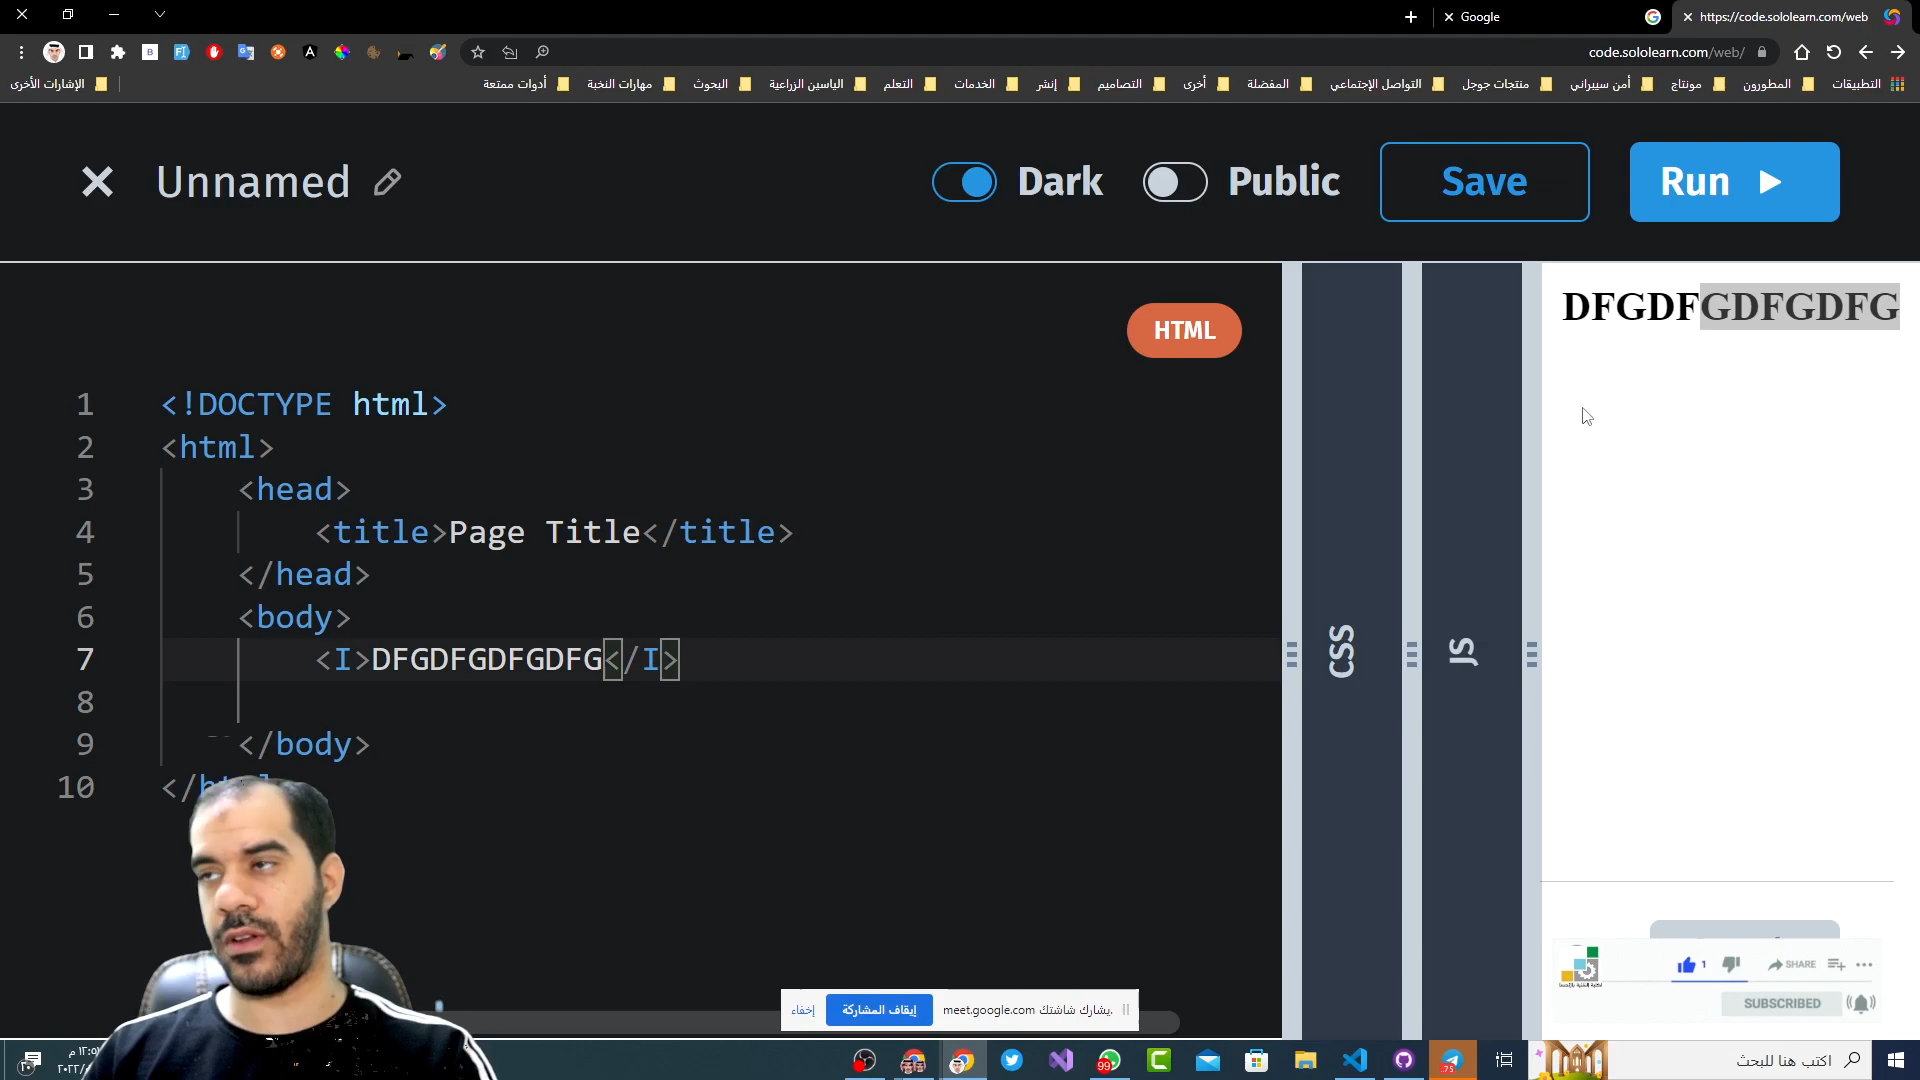 Google
https://code.sololearn.com/web
code.sololearn.com/web/
التطبيقات
المطورون
مونتاج
أمن سيبراني
منتجات جوجل
التواصل الإجتماعي
المفضلة
أخرى
التصاميم
إنشر
الخدمات
التعلم
الياسين الزراعية
البحوث
مهارات النخبة
أدوات ممتعة
الإشارات الأخرى
Unnamed
Dark
Public
Save
Run
HTML
DFGDFGDFGDFG
1 <!DOCTYPE html>
2 <html>
3 <head>
4 <title>Page Title</title>
5 </head>
6 <body>
7 <I>DFGDFGDFGDFG</I>
8
9 </body>
10
CSS
JS
1 SHARE
SUBSCRIBED
يشارك شاشتك meet.google.com.
إيقاف المشاركة
إخفاء
اكتب هنا للبحث
99